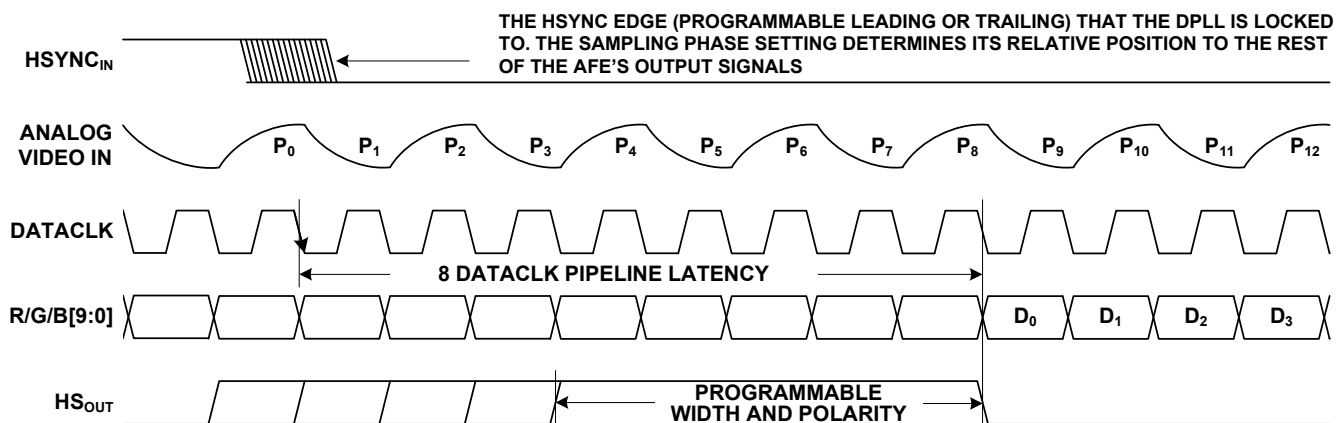 THE HSYNC EDGE (PROGRAMMABLE LEADING OR TRAILING) THAT THE DPLL IS LOCKED
TO. THE SAMPLING PHASE SETTING DETERMINES ITS RELATIVE POSITION TO THE REST
OF THE AFE'S OUTPUT SIGNALS
HSYNCIN
ANALOG
VIDEO IN
P0 P1 P2 P3 P4 P5 P6 P7 P8 P9 P10 P11 P12
DATACLK
8 DATACLK PIPELINE LATENCY
R/G/B[9:0]
D0 D1 D2 D3
HSOUT
PROGRAMMABLE
WIDTH AND POLARITY